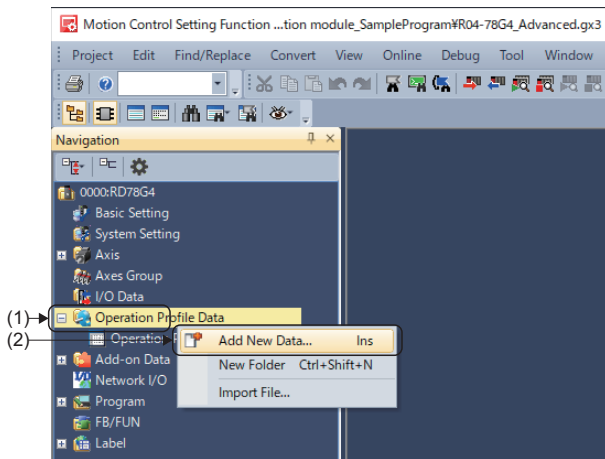 Motion Control Setting Function ...tion module_SampleProgram¥R04-78G4_Advanced.gx3
Project Edit Find/Replace Convert View Online Debug Tool Window
Navigation
0000:RD78G4
Basic Setting
System Setting
Axis
Axes Group
I/O Data
(1) Operation Profile Data
(2) Operation Add New Data... Ins
Add-on Data New Folder Ctrl+Shift+N
Network I/O
Import File...
Program
FB/FUN
Label